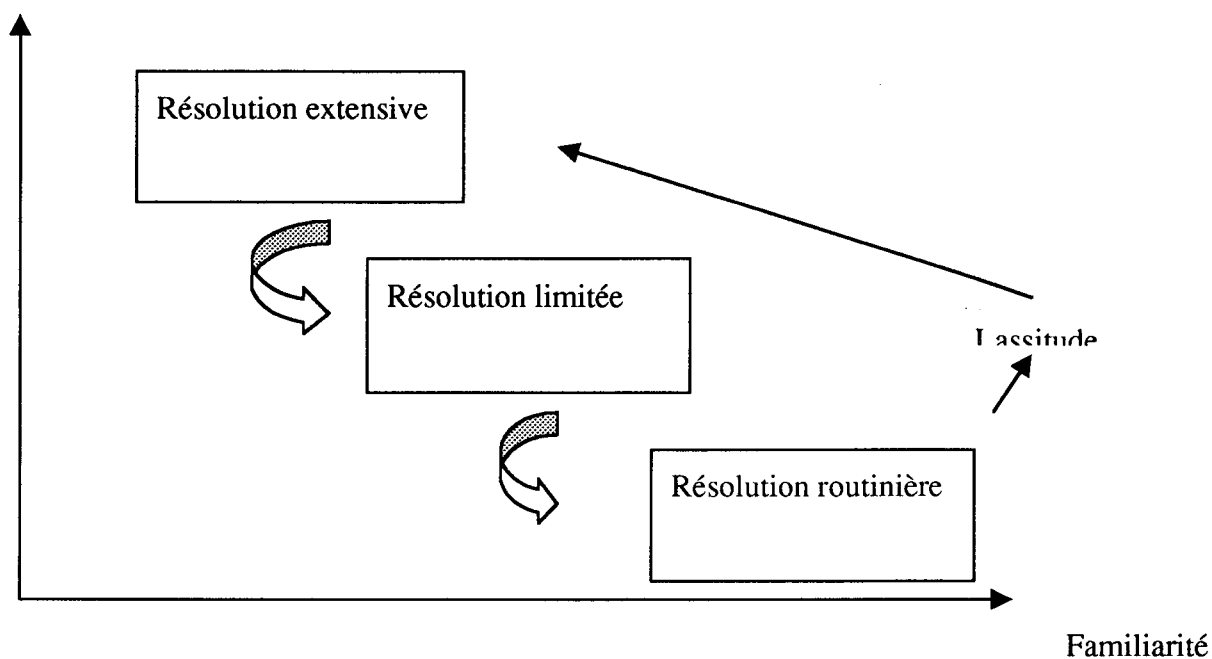 Résolution extensive
Résolution limitée
Lassitude
Résolution routinière
Familiarité